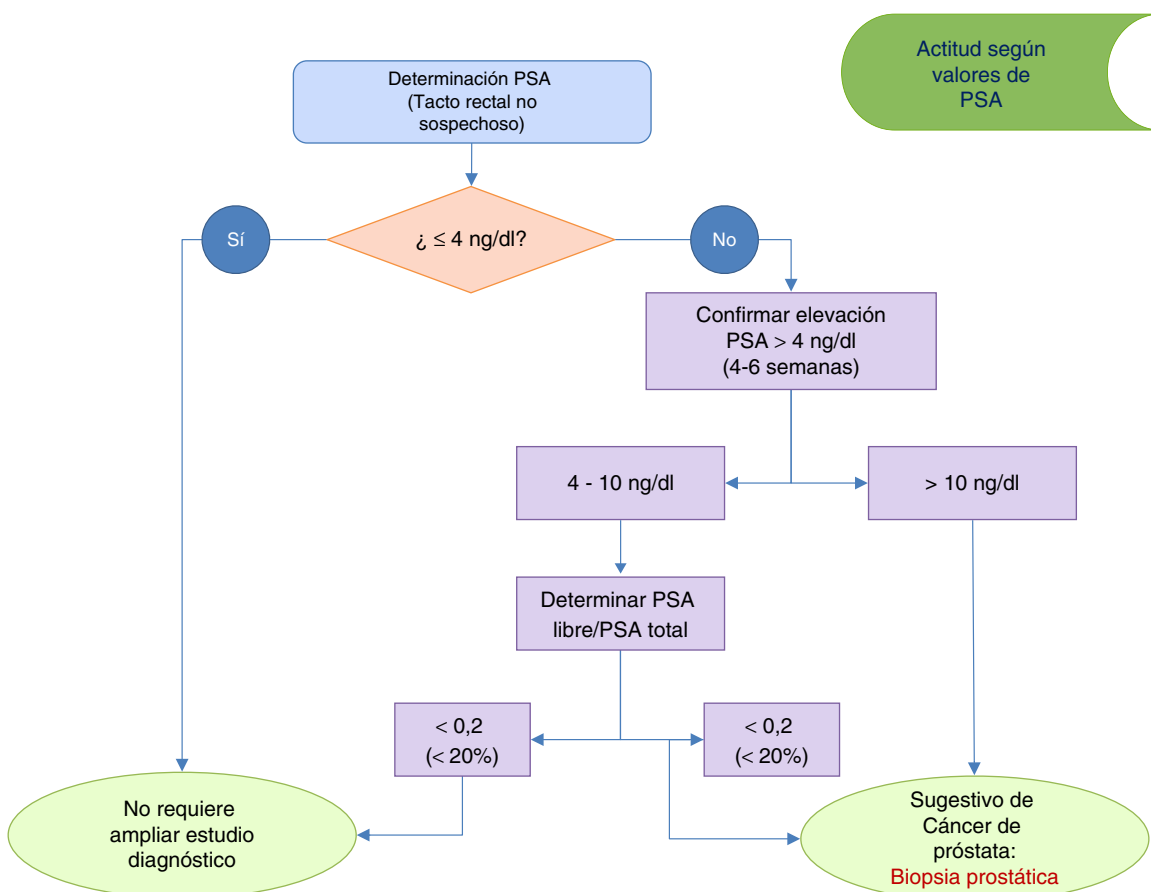 Actitud según
valores de
PSA
Determinación PSA
(Tacto rectal no
sospechoso)
¿ ≤ 4 ng/dl?
Sí
No
Confirmar elevación
PSA > 4 ng/dl
(4-6 semanas)
4 - 10 ng/dl
> 10 ng/dl
Determinar PSA
libre/PSA total
< 0,2
(< 20%)
< 0,2
(< 20%)
No requiere
ampliar estudio
diagnóstico
Sugestivo de
Cáncer de
próstata:
Biopsia prostática